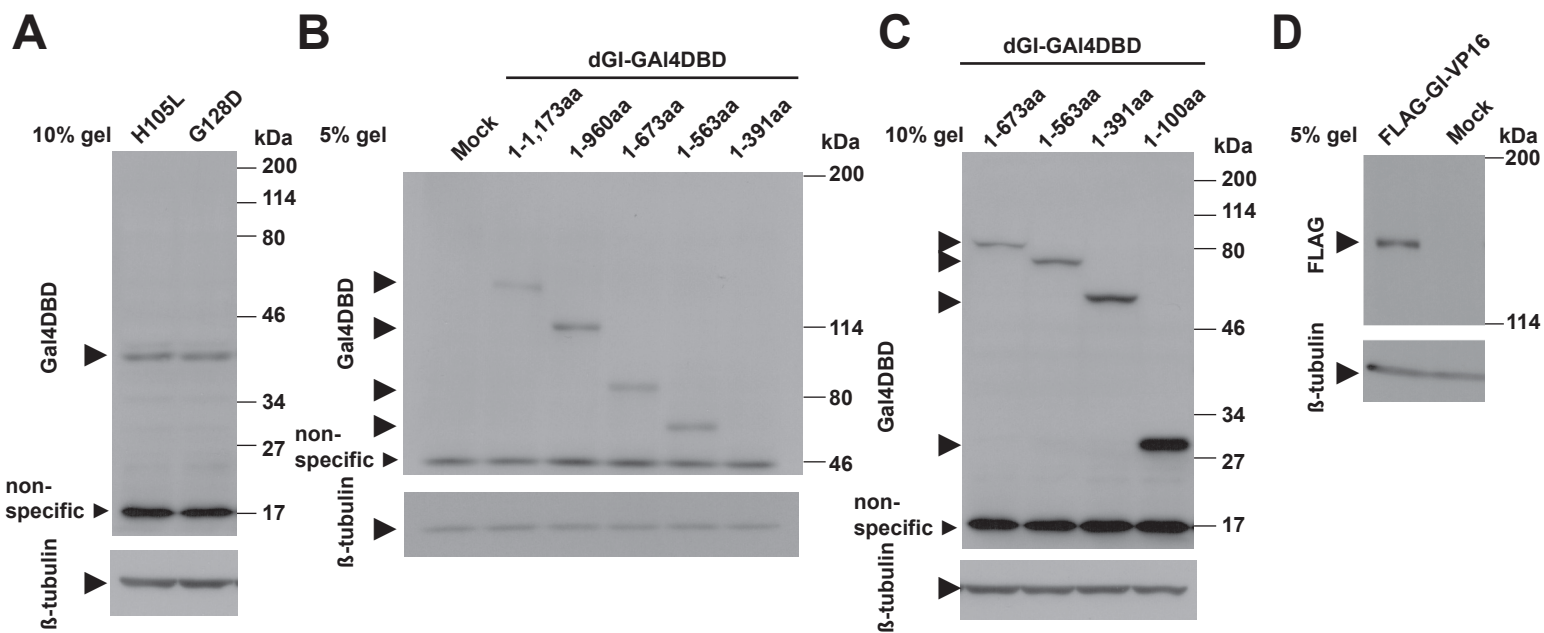 A
H105L
G128D
10% gel
kDa
200
114
80
46
34
27
17
Gal4DBD
non-
specific
ß-tubulin
B
dGI-GAl4DBD
5% gel
Mock
1-1,173aa
1-960aa
1-673aa
1-563aa
1-391aa
kDa
200
114
80
46
Gal4DBD
non-
specific
ß-tubulin
C
dGI-GAl4DBD
10% gel
1-673aa
1-563aa
1-391aa
1-100aa
kDa
200
114
80
46
34
27
17
Gal4DBD
non-
specific
ß-tubulin
D
5% gel
FLAG-GI-VP16
Mock
kDa
200
114
FLAG
ß-tubulin